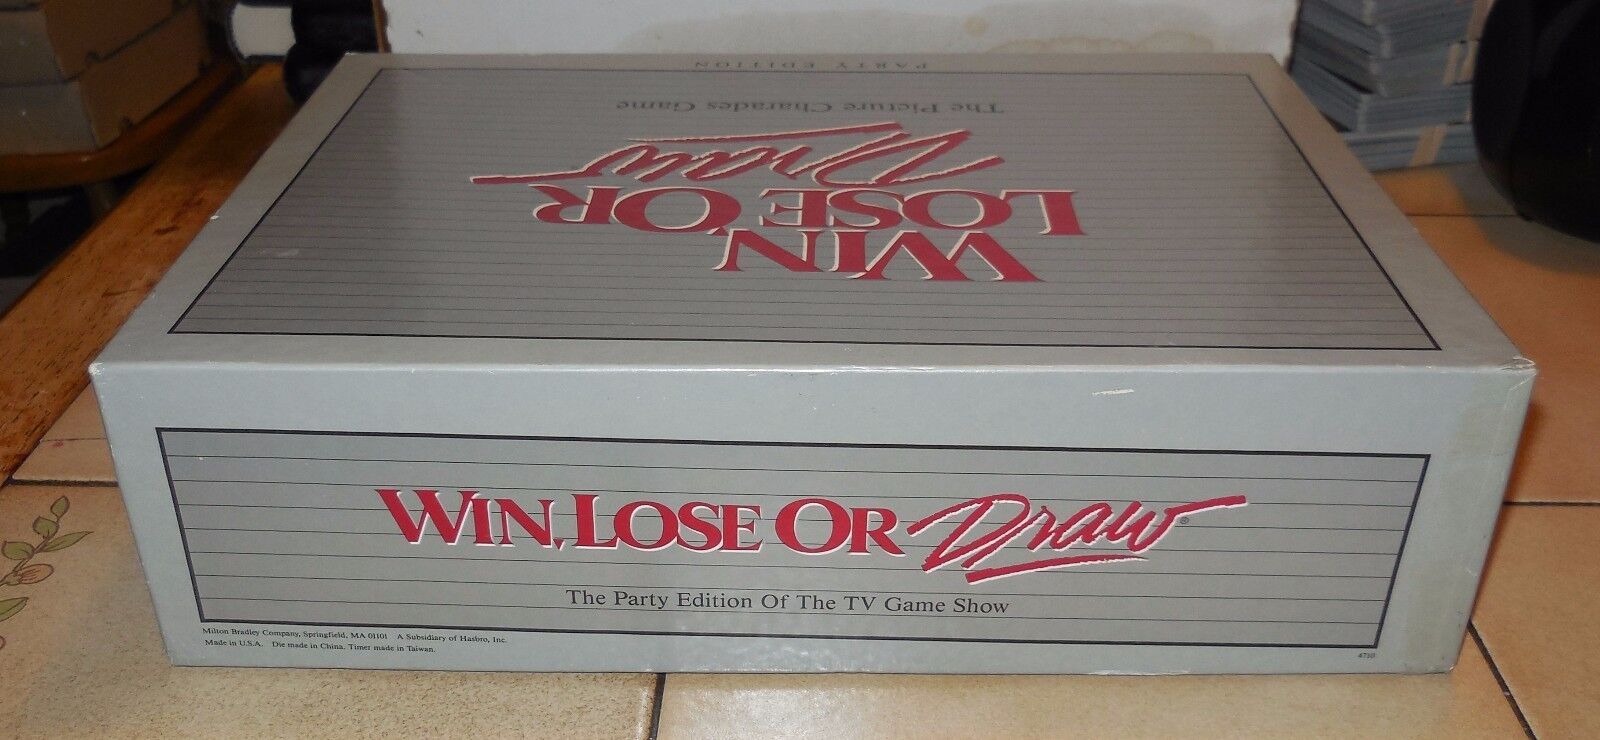 PARTY EDITION
The Picture Charades Game
WIN,
LOSE OR
Draw
WIN, LOSE OR Draw®
The Party Edition Of The TV Game Show
Milton Bradley Company, Springfield, MA 01101 A Subsidiary of Hasbro, Inc.
Made in U.S.A. Die made in China. Timer made in Taiwan.